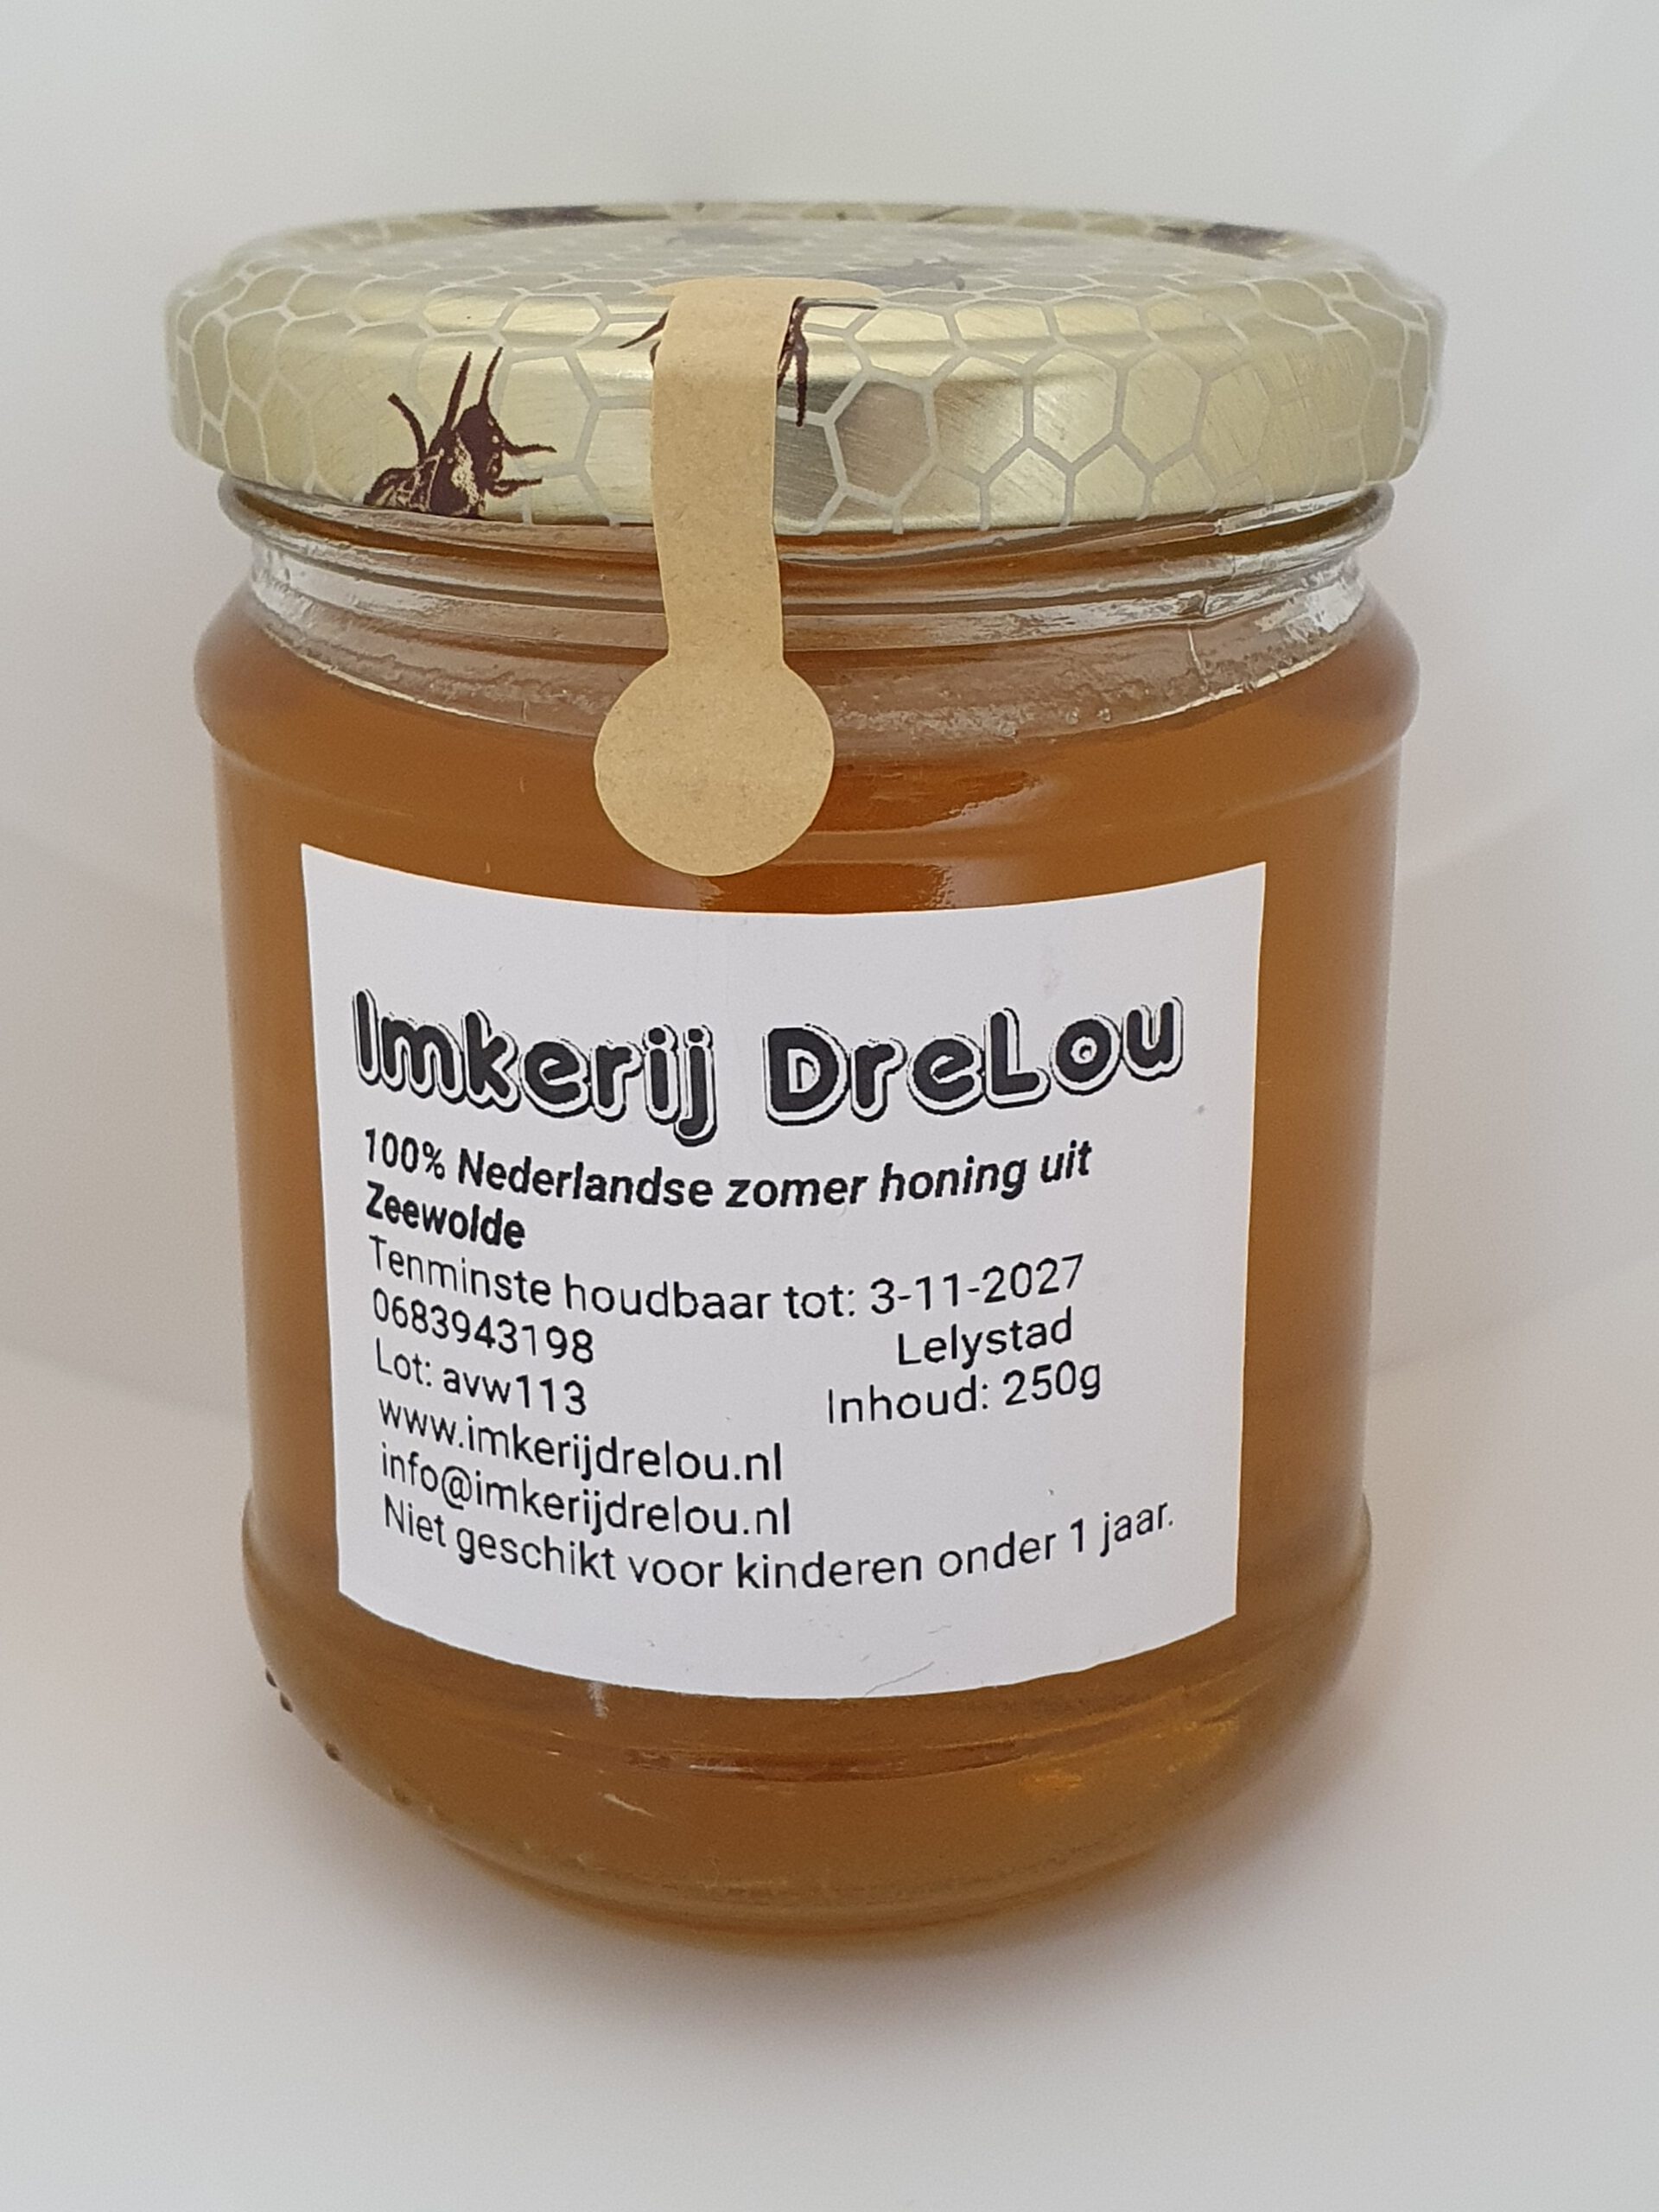 Imkerij DreLou
100% Nederlandse zomer honing uit
Zeewolde
Tenminste houdbaar tot: 3-11-2027
0683943198 Lelystad
Lot: avw113 Inhoud: 250g
www.imkerijdrelou.nl
info@imkerijdrelou.nl
Niet geschikt voor kinderen onder 1 jaar.